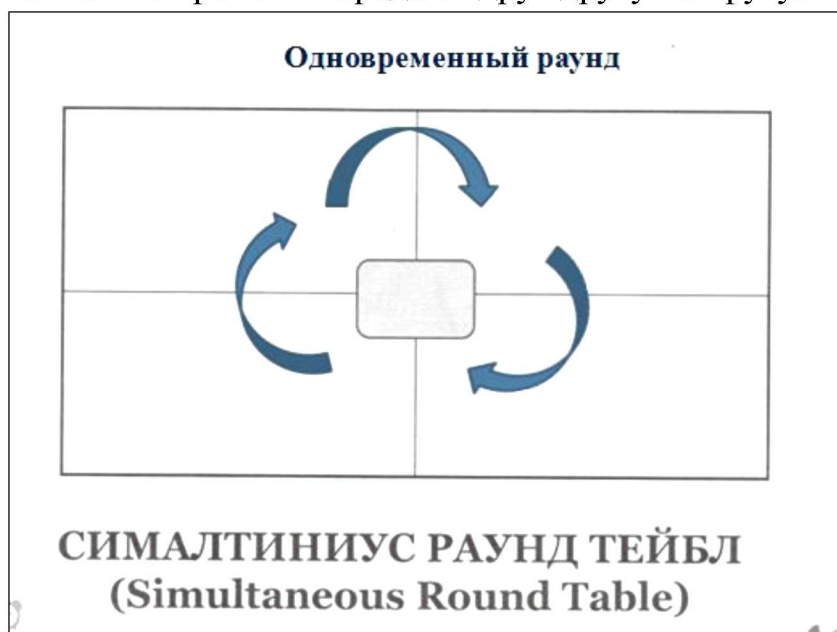 Одновременный раунд
СИМАЛТИНИУС РАУНД ТЕЙБЛ
(Simultaneous Round Table)